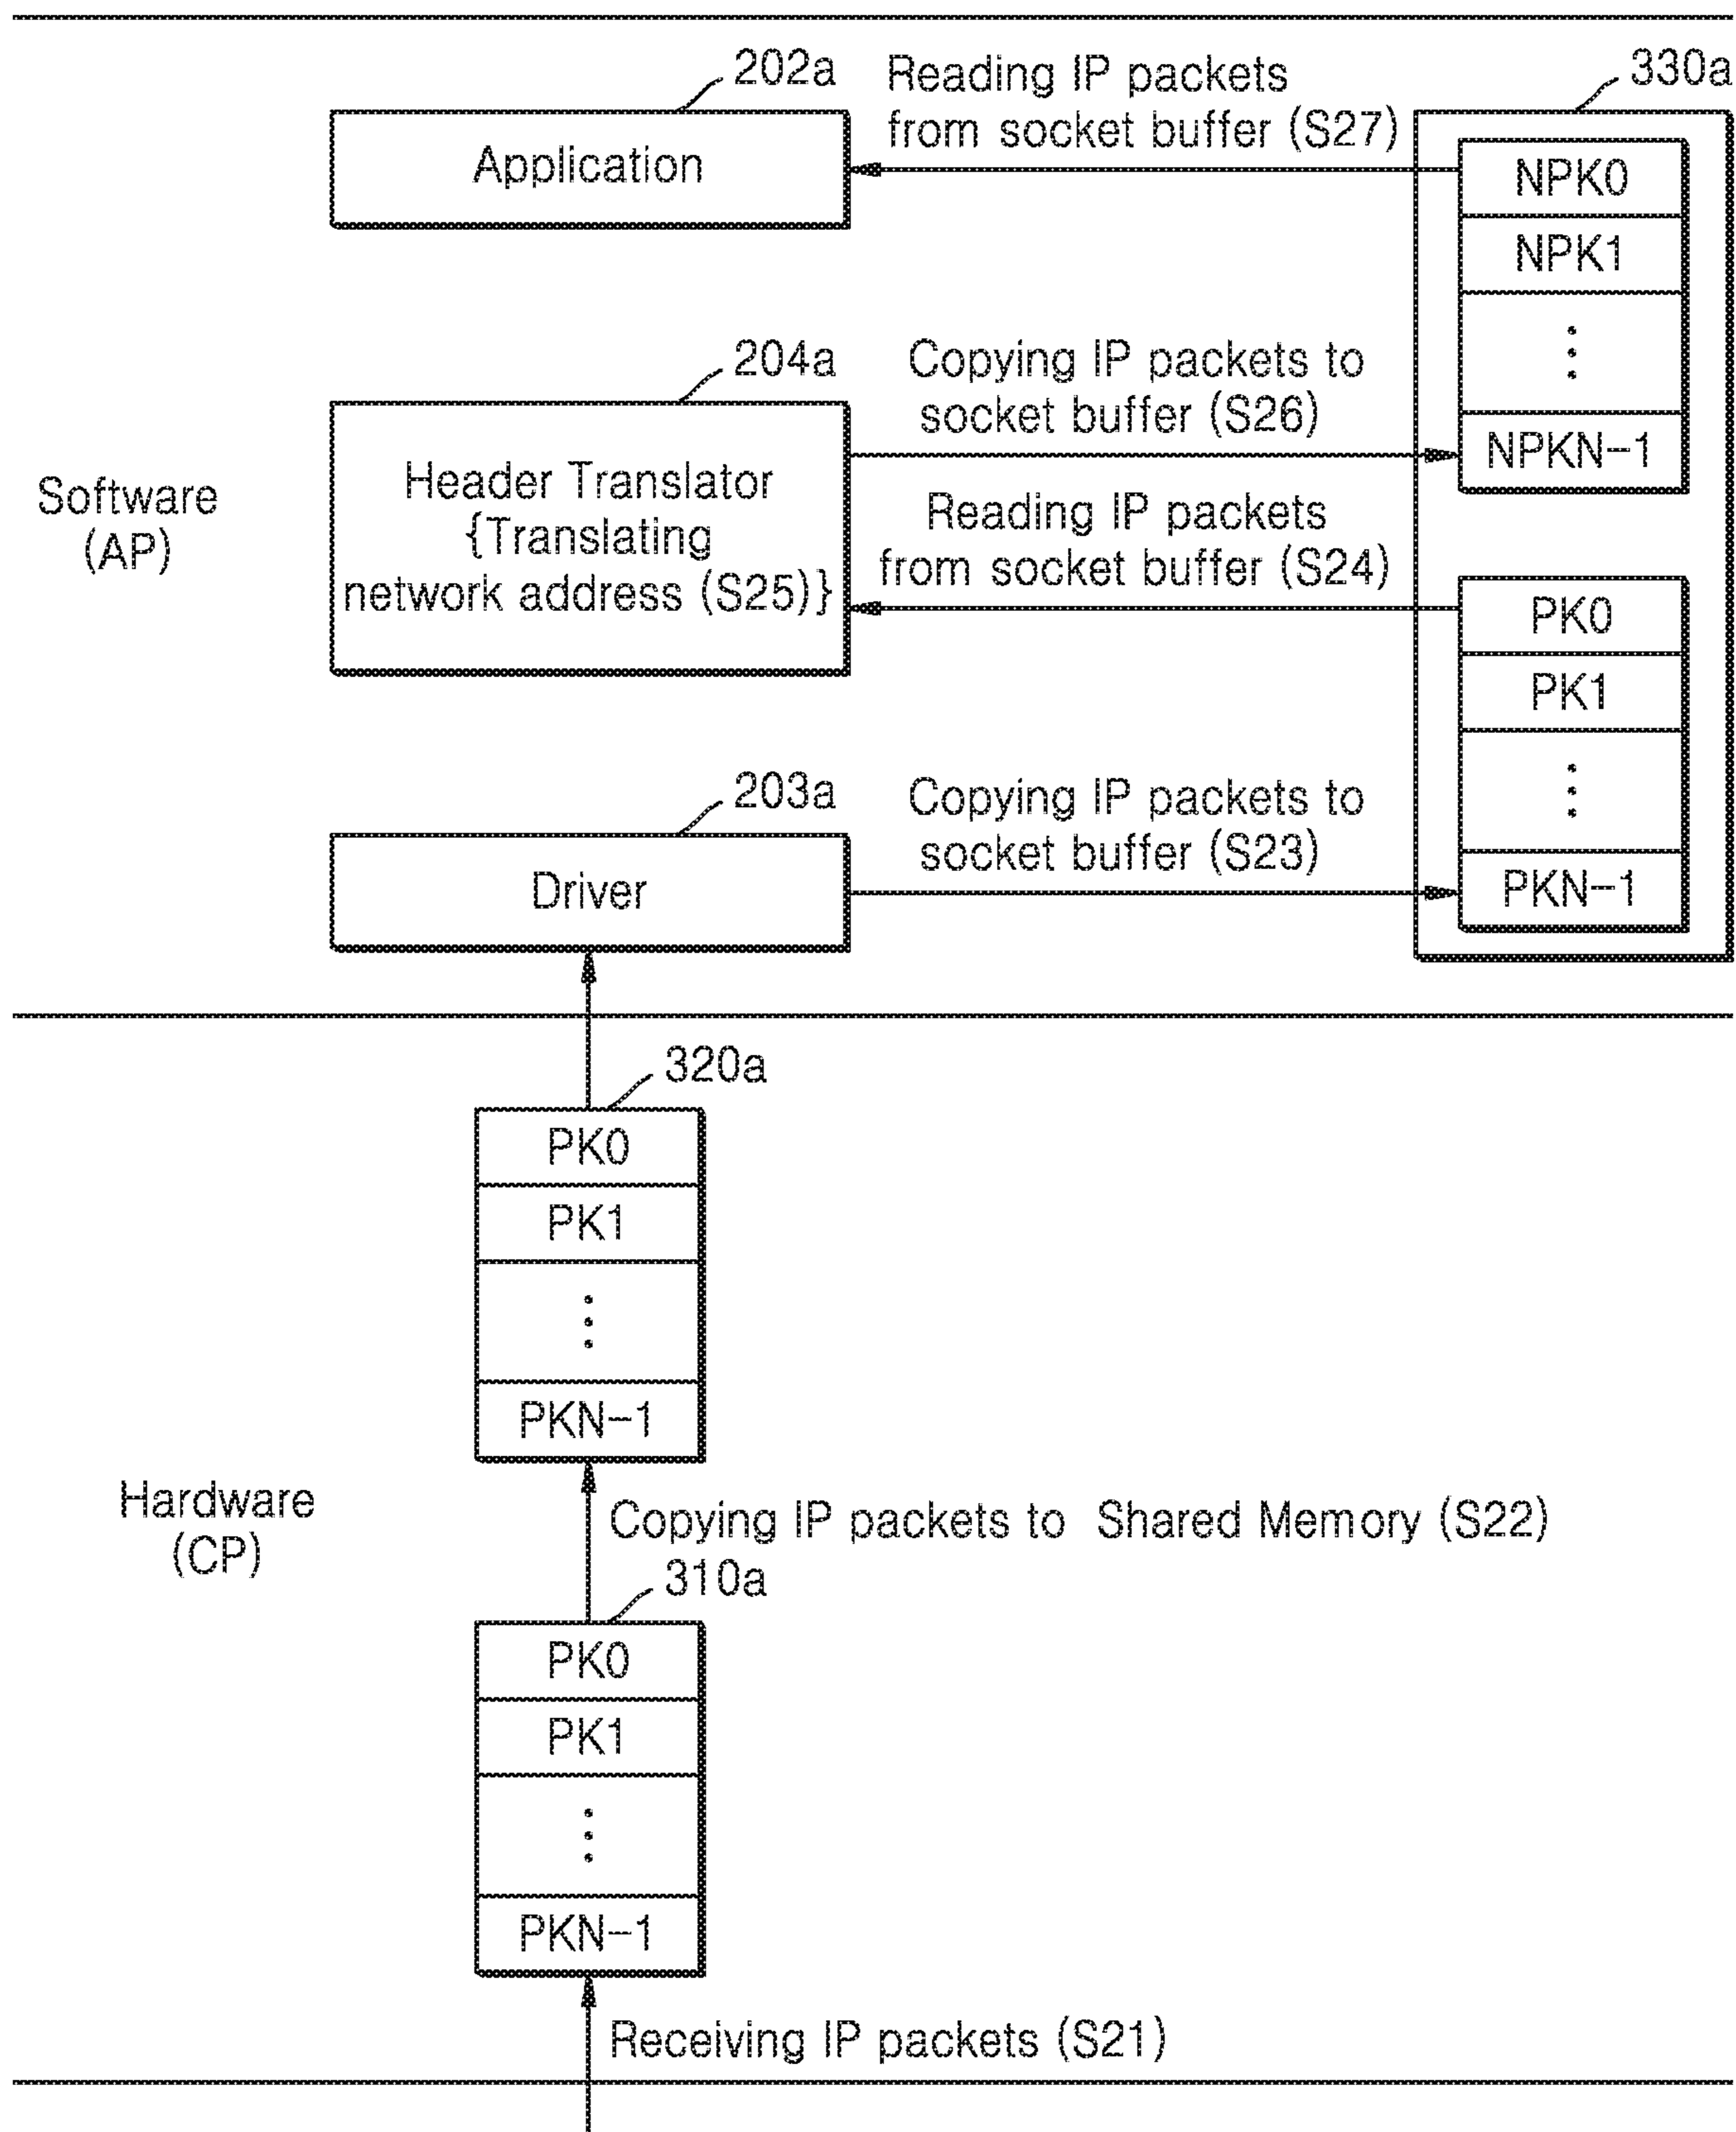 202a
Reading IP packets
from socket buffer (S27)
330a
Application
NPK0
NPK1
⋮
NPKN-1
204a
Copying IP packets to
socket buffer (S26)
Software
(AP)
Header Translator
{Translating
network address (S25)}
Reading IP packets
from socket buffer (S24)
PK0
PK1
⋮
PKN-1
203a
Copying IP packets to
socket buffer (S23)
Driver
320a
PK0
PK1
⋮
PKN-1
Hardware
(CP)
Copying IP packets to Shared Memory (S22)
310a
PK0
PK1
⋮
PKN-1
Receiving IP packets (S21)